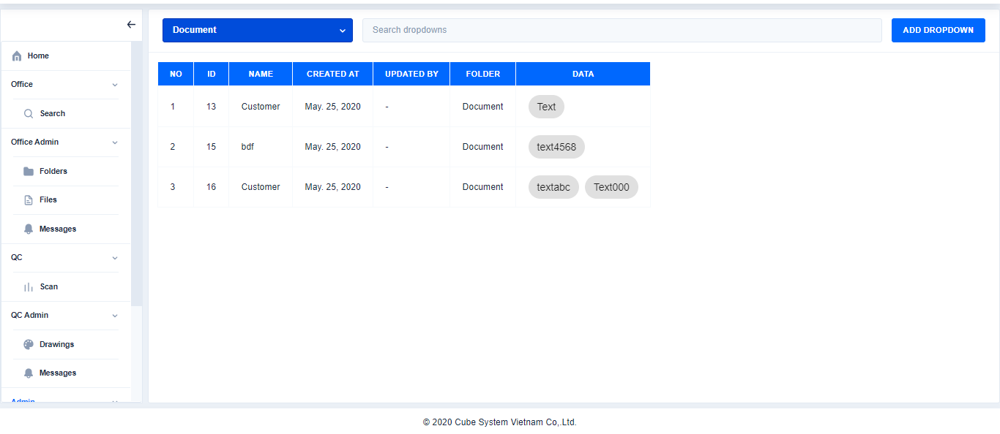 Document
Search dropdowns
ADD DROPDOWN
Home
Office
Search
Office Admin
Folders
Files
Messages
QC
Scan
QC Admin
Drawings
Messages
Admin
NO ID NAME CREATED AT UPDATED BY FOLDER DATA
1 13 Customer May. 25, 2020 - Document Text
2 15 bdf May. 25, 2020 - Document text4568
3 16 Customer May. 25, 2020 - Document textabc Text000
© 2020 Cube System Vietnam Co,.Ltd.